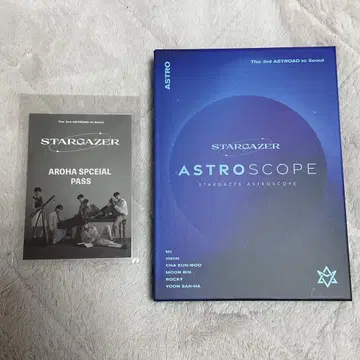 The 3rd ASTROAD to Seoul
STARGAZER
AROHA SPCEIAL
PASS
ASTRO
The 3rd ASTROAD to Seoul
STARGAZER
ASTROSCOPE
STARGAZER ASTROSCOPE
MJ
JINJIN
CHA EUN-WOO
MOON BIN
ROCKY
YOON SAN-HA